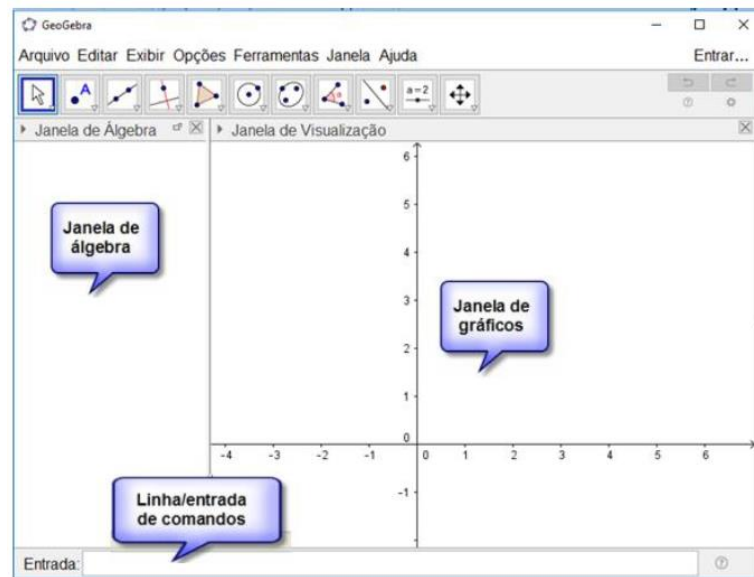 GeoGebra
Arquivo Editar Exibir Opções Ferramentas Janela Ajuda
Entrar...
A
a=2
Janela de Álgebra
Janela de Visualização
6
5
4
3
2
1
0
-4 -3 -2 -1 0 1 2 3 4 5 6
-1
Janela de
álgebra
Janela de
gráficos
Linha/entrada
de comandos
Entrada: